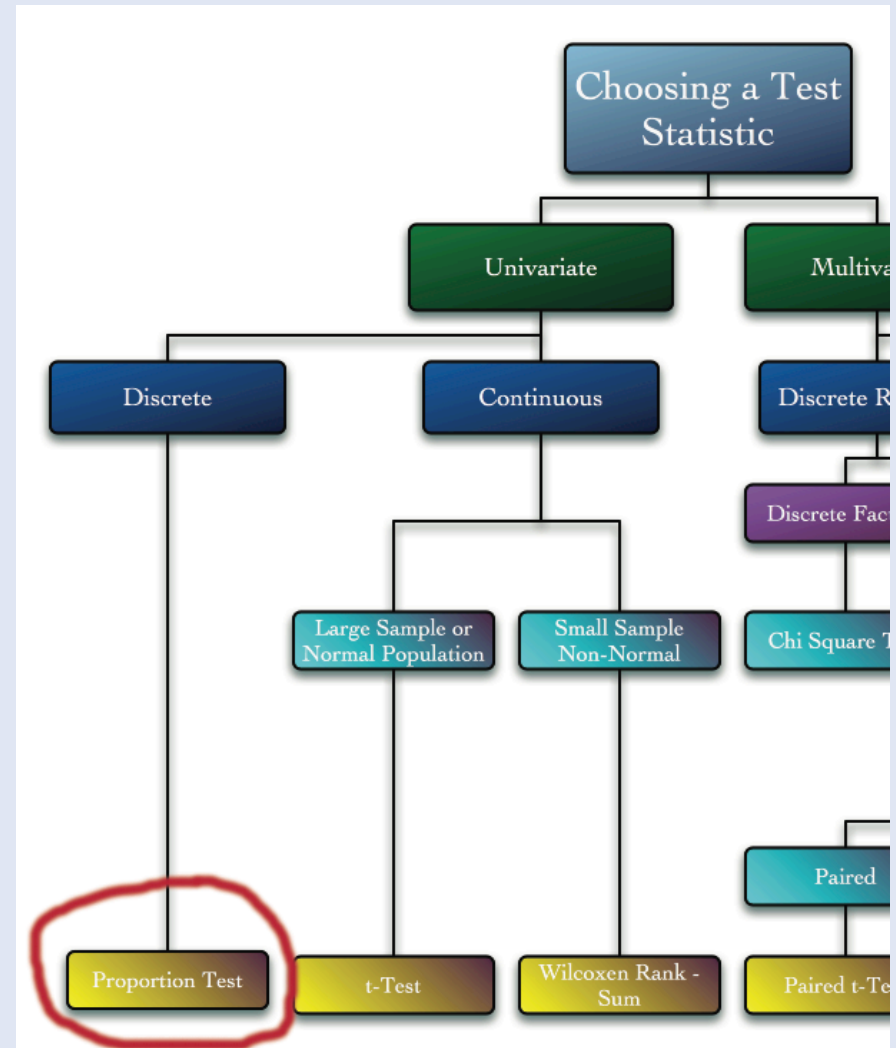 Choosing a Test
Statistic
Univariate
Multiva
Discrete
Continuous
Discrete R
Discrete Fac
Large Sample or
Normal Population
Small Sample
Non-Normal
Chi Square T
Paired
Proportion Test
t-Test
Wilcoxen Rank -
Sum
Paired t-Te